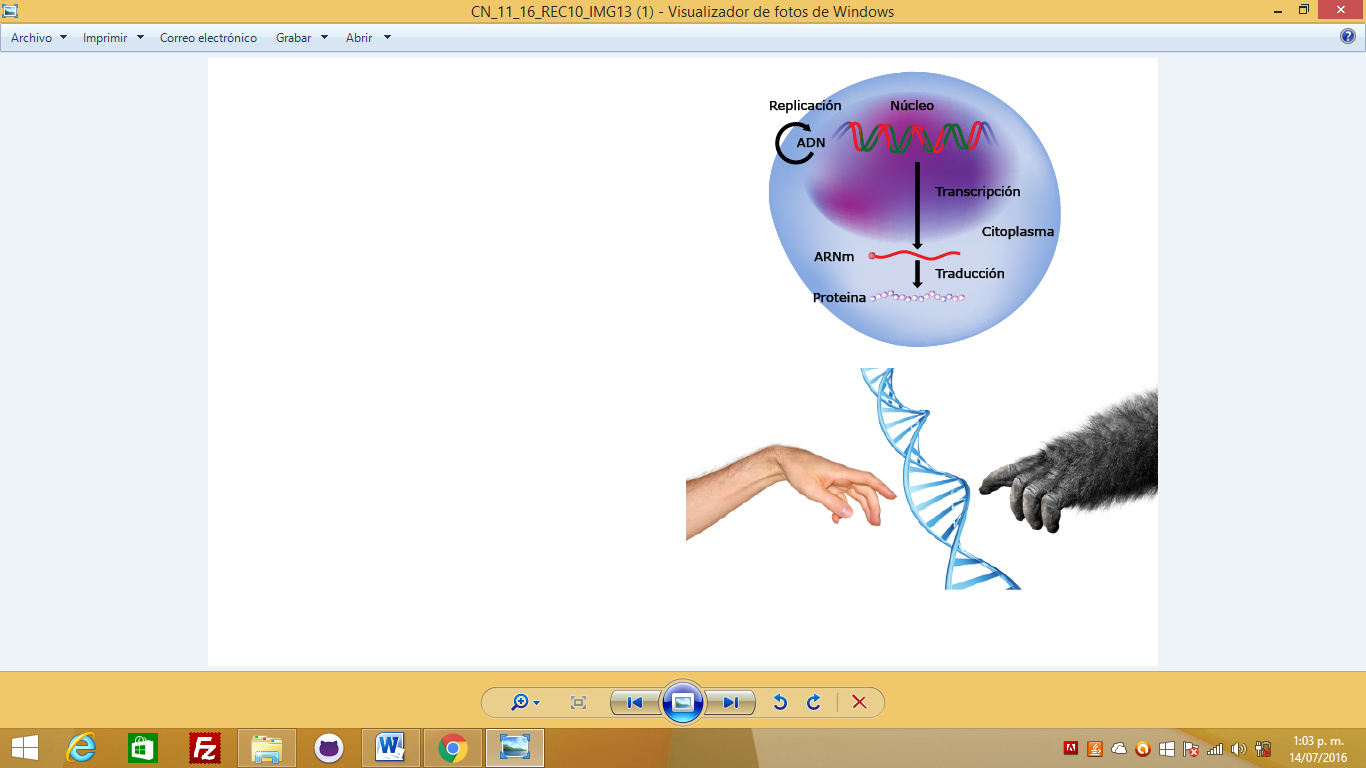 CN_11_16_REC10_IMG13 (1) - Visualizador de fotos de Windows
Archivo Imprimir Correo electrónico Grabar Abrir
Replicación Núcleo
ADN
Transcripción
Citoplasma
ARNm
Traducción
Proteina
1:03 p. m.
14/07/2016